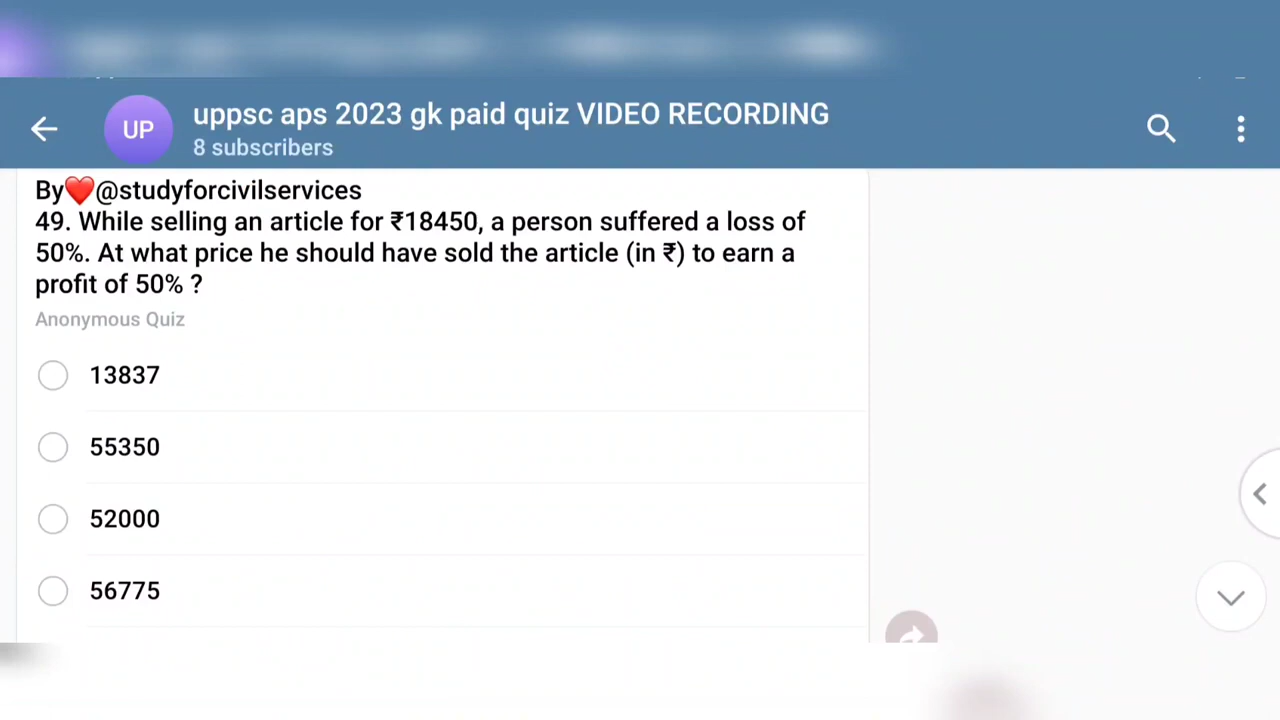 UP
uppsc aps 2023 gk paid quiz VIDEO RECORDING
8 subscribers
By❤️@studyforcivilservices
49. While selling an article for ₹18450, a person suffered a loss of
50%. At what price he should have sold the article (in ₹) to earn a
profit of 50% ?
Anonymous Quiz
13837
55350
52000
56775